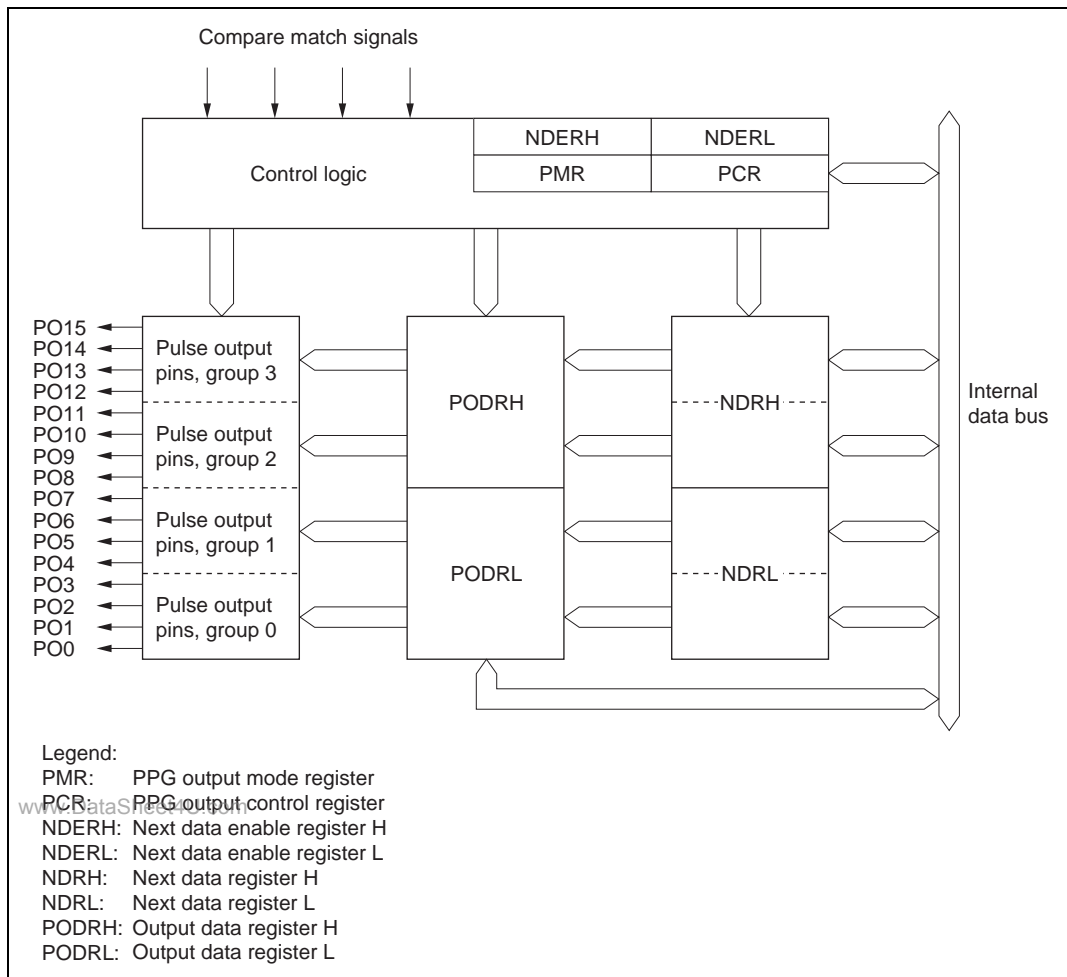 Compare match signals
NDERH NDERL
Control logic PMR PCR
PO15
PO14
PO13
PO12
PO11
PO10
PO9
PO8
PO7
PO6
PO5
PO4
PO3
PO2
PO1
PO0
Pulse output
pins, group 3
Pulse output
pins, group 2
Pulse output
pins, group 1
Pulse output
pins, group 0
PODRH
PODRL
NDRH
NDRL
Internal
data bus
Legend:
PMR: PPG output mode register
PCR: PPG output control register
www.DataSheet4U.com
NDERH: Next data enable register H
NDERL: Next data enable register L
NDRH: Next data register H
NDRL: Next data register L
PODRH: Output data register H
PODRL: Output data register L